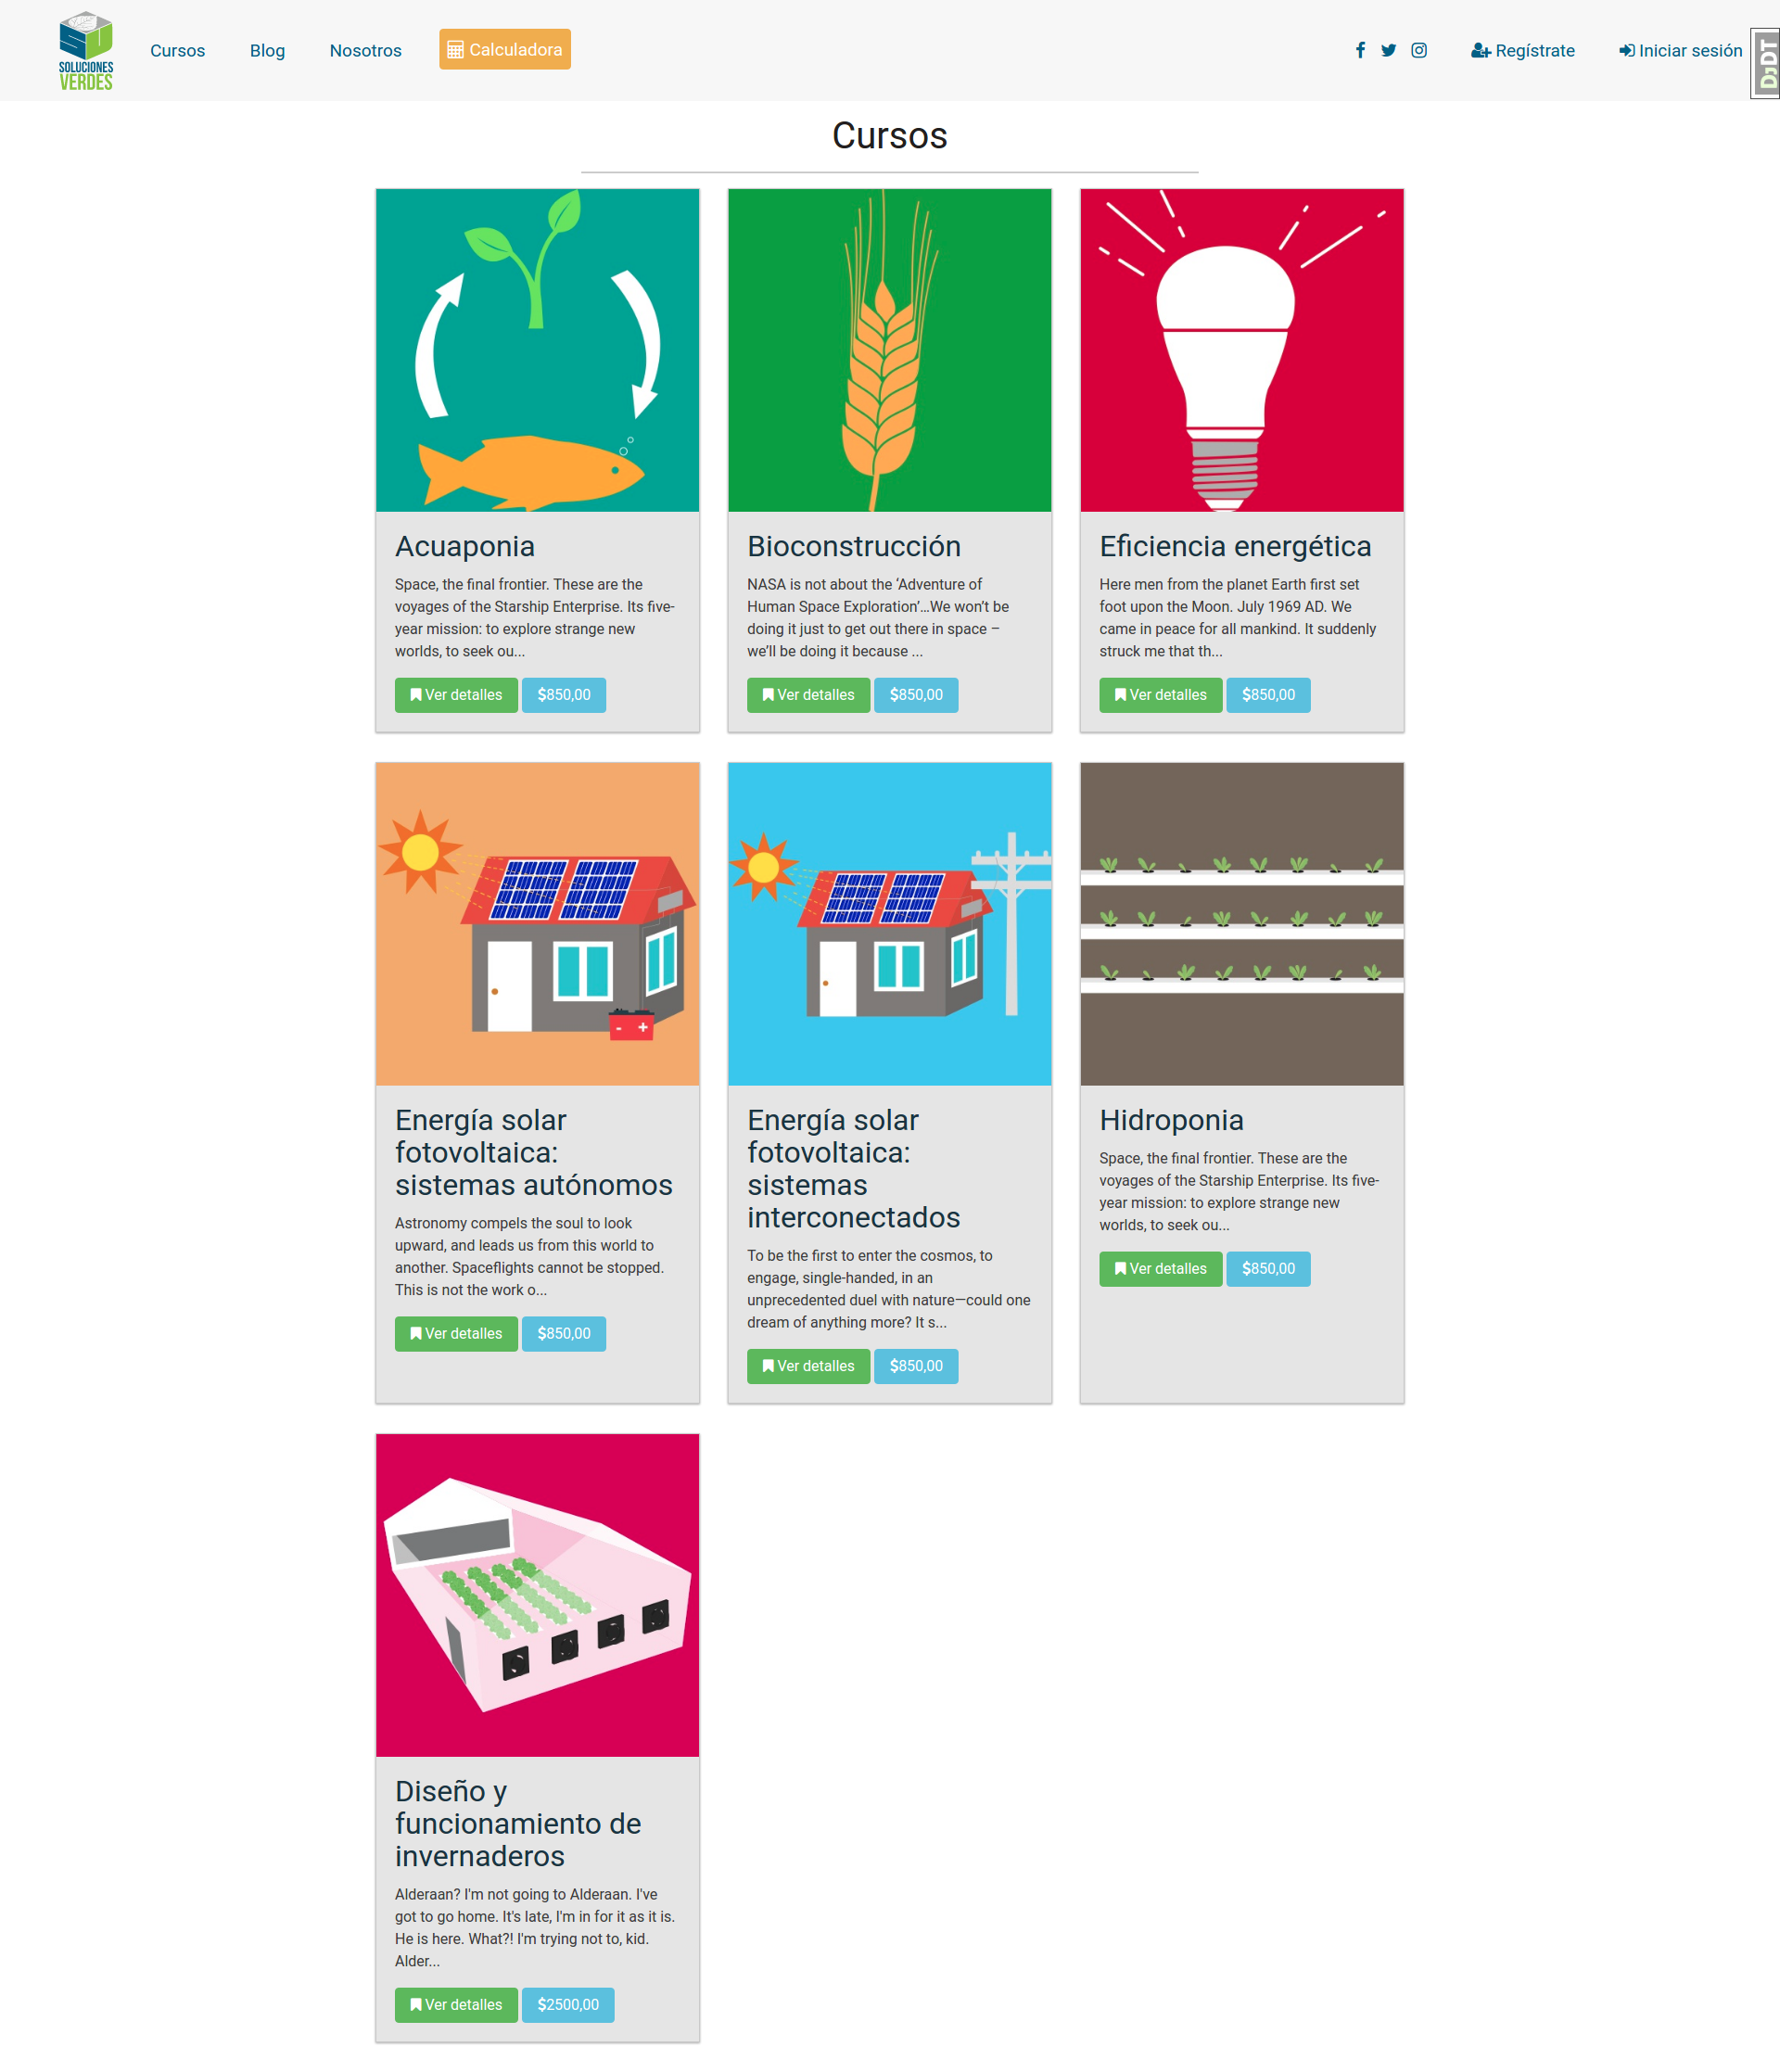 SOLUCIONES
VERDES
Cursos
Blog
Nosotros
Calculadora
Regístrate
Iniciar sesión
DJDT
Cursos
Acuaponia
Space, the final frontier. These are the
voyages of the Starship Enterprise. Its five-
year mission: to explore strange new
worlds, to seek ou...
Ver detalles
$850,00
Bioconstrucción
NASA is not about the ‘Adventure of
Human Space Exploration’…We won’t be
doing it just to get out there in space –
we’ll be doing it because ...
Ver detalles
$850,00
Eficiencia energética
Here men from the planet Earth first set
foot upon the Moon. July 1969 AD. We
came in peace for all mankind. It suddenly
struck me that th...
Ver detalles
$850,00
Energía solar
fotovoltaica:
sistemas autónomos
Astronomy compels the soul to look
upward, and leads us from this world to
another. Spaceflights cannot be stopped.
This is not the work o...
Ver detalles
$850,00
Energía solar
fotovoltaica:
sistemas
interconectados
To be the first to enter the cosmos, to
engage, single-handed, in an
unprecedented duel with nature—could one
dream of anything more? It s...
Ver detalles
$850,00
Hidroponia
Space, the final frontier. These are the
voyages of the Starship Enterprise. Its five-
year mission: to explore strange new
worlds, to seek ou...
Ver detalles
$850,00
Diseño y
funcionamiento de
invernaderos
Alderaan? I'm not going to Alderaan. I've
got to go home. It's late, I'm in for it as it is.
He is here. What?! I'm trying not to, kid.
Alder...
Ver detalles
$2500,00